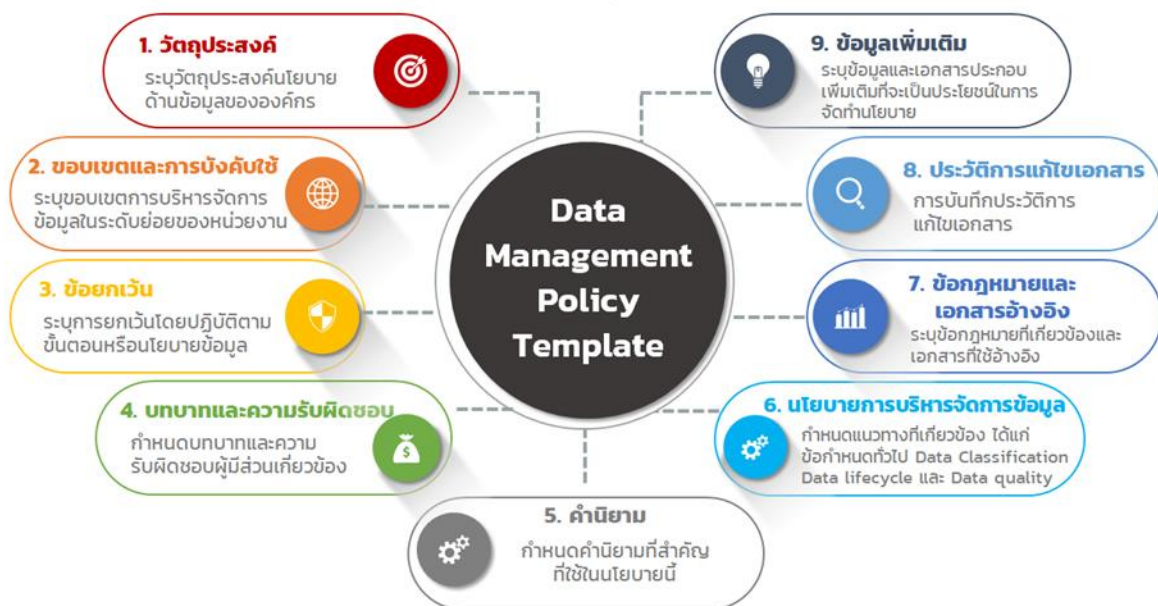 1. วัตถุประสงค์
ระบุวัตถุประสงค์นโยบาย
ด้านข้อมูลขององค์กร
2. ขอบเขตและการบังคับใช้
ระบุขอบเขตการบริหารจัดการ
ข้อมูลในระดับย่อยของหน่วยงาน
3. ข้อยกเว้น
ระบุการยกเว้นโดยปฏิบัติตาม
ขั้นตอนหรือนโยบายข้อมูล
4. บทบาทและความรับผิดชอบ
กำหนดบทบาทและความ
รับผิดชอบผู้มีส่วนเกี่ยวข้อง
5. คำนิยาม
กำหนดคำนิยามที่สำคัญ
ที่ใช้ในนโยบายนี้
Data
Management
Policy
Template
9. ข้อมูลเพิ่มเติม
ระบุข้อมูลและเอกสารประกอบ
เพิ่มเติมที่จะเป็นประโยชน์ในการ
จัดทำนโยบาย
8. ประวัติการแก้ไขเอกสาร
การบันทึกประวัติการ
แก้ไขเอกสาร
7. ข้อกฎหมายและ
เอกสารอ้างอิง
ระบุข้อกฎหมายที่เกี่ยวข้องและ
เอกสารที่ใช้อ้างอิง
6. นโยบายการบริหารจัดการข้อมูล
กำหนดแนวทางที่เกี่ยวข้อง ได้แก่
ข้อกำหนดทั่วไป Data Classification
Data lifecycle และ Data quality